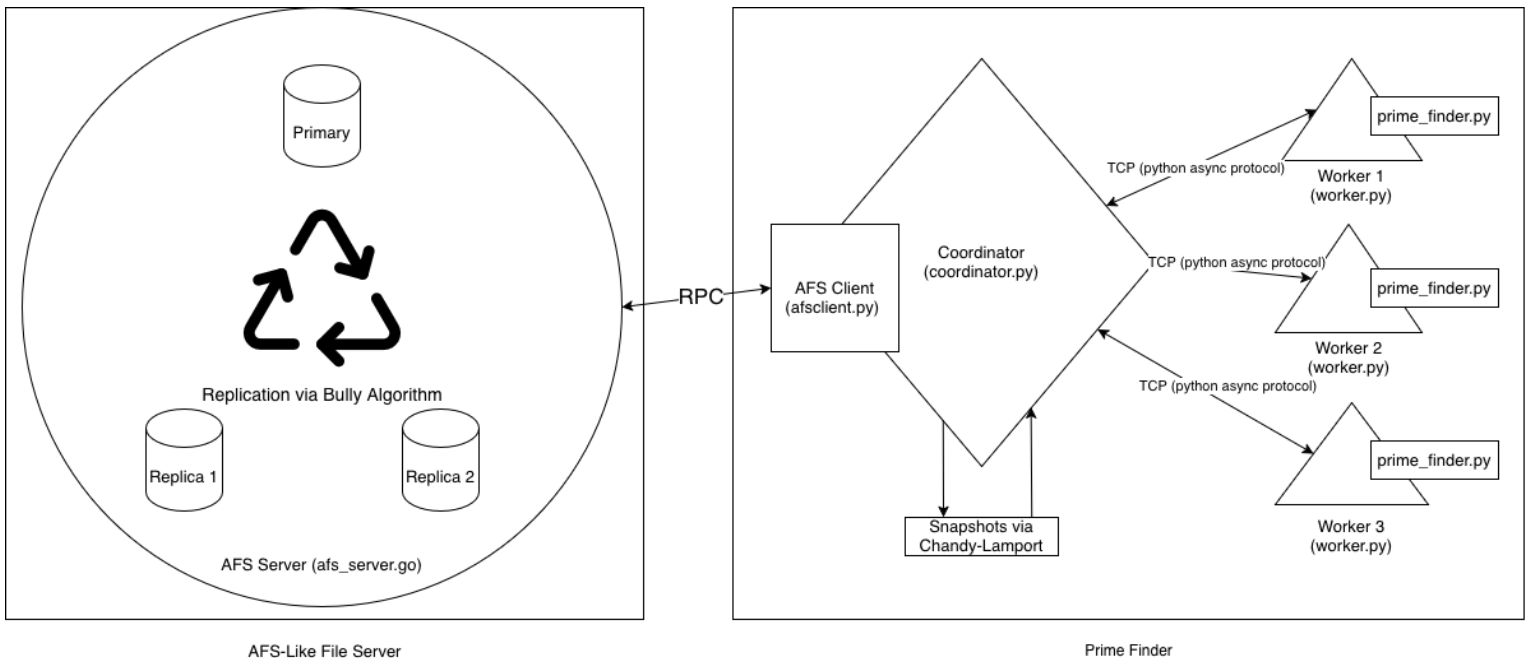 Primary
Replication via Bully Algorithm
Replica 1
Replica 2
AFS Server (afs_server.go)
AFS-Like File Server
RPC
AFS Client
(afsclient.py)
Coordinator
(coordinator.py)
Snapshots via
Chandy-Lamport
TCP (python async protocol)
prime_finder.py
Worker 1
(worker.py)
TCP (python async protocol)
prime_finder.py
Worker 2
(worker.py)
TCP (python async protocol)
prime_finder.py
Worker 3
(worker.py)
Prime Finder